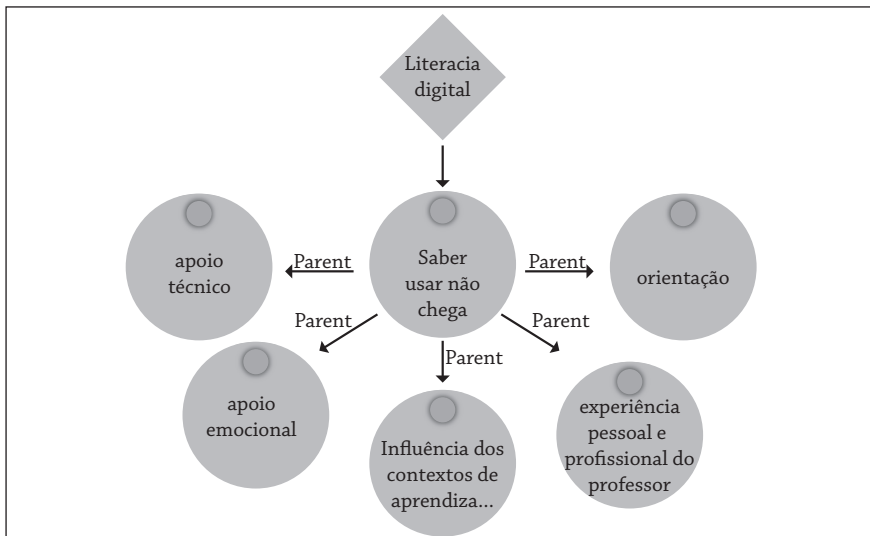 Literacia
digital
Parent
Parent
apoio
técnico
Saber
usar não
chega
orientação
Parent
Parent
Parent
apoio
emocional
Influência dos
contextos de
aprendiza...
experiência
pessoal e
profissional do
professor